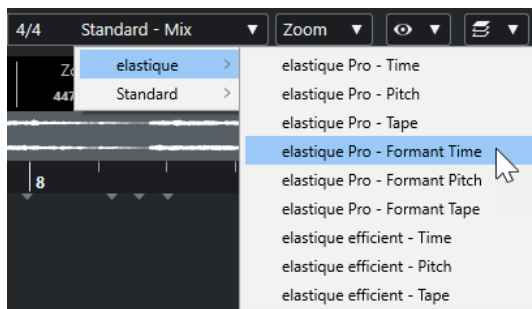 4/4 Standard - Mix Zoom
elastique
Standard
447
8
elastique Pro - Time
elastique Pro - Pitch
elastique Pro - Tape
elastique Pro - Formant Time
elastique Pro - Formant Pitch
elastique Pro - Formant Tape
elastique efficient - Time
elastique efficient - Pitch
elastique efficient - Tape